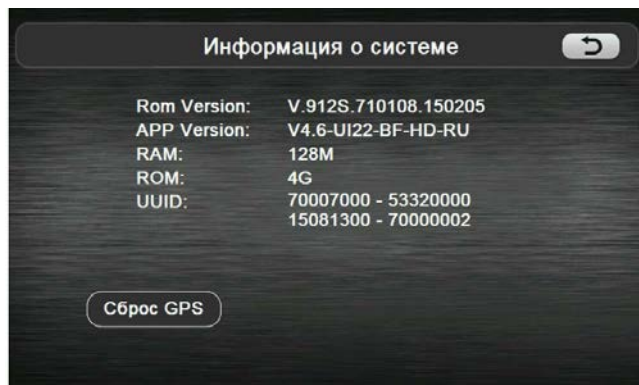 Информация о системе
Rom Version: V.912S.710108.150205
APP Version: V4.6-UI22-BF-HD-RU
RAM: 128M
ROM: 4G
UUID: 70007000 - 53320000
15081300 - 70000002
Сброс GPS